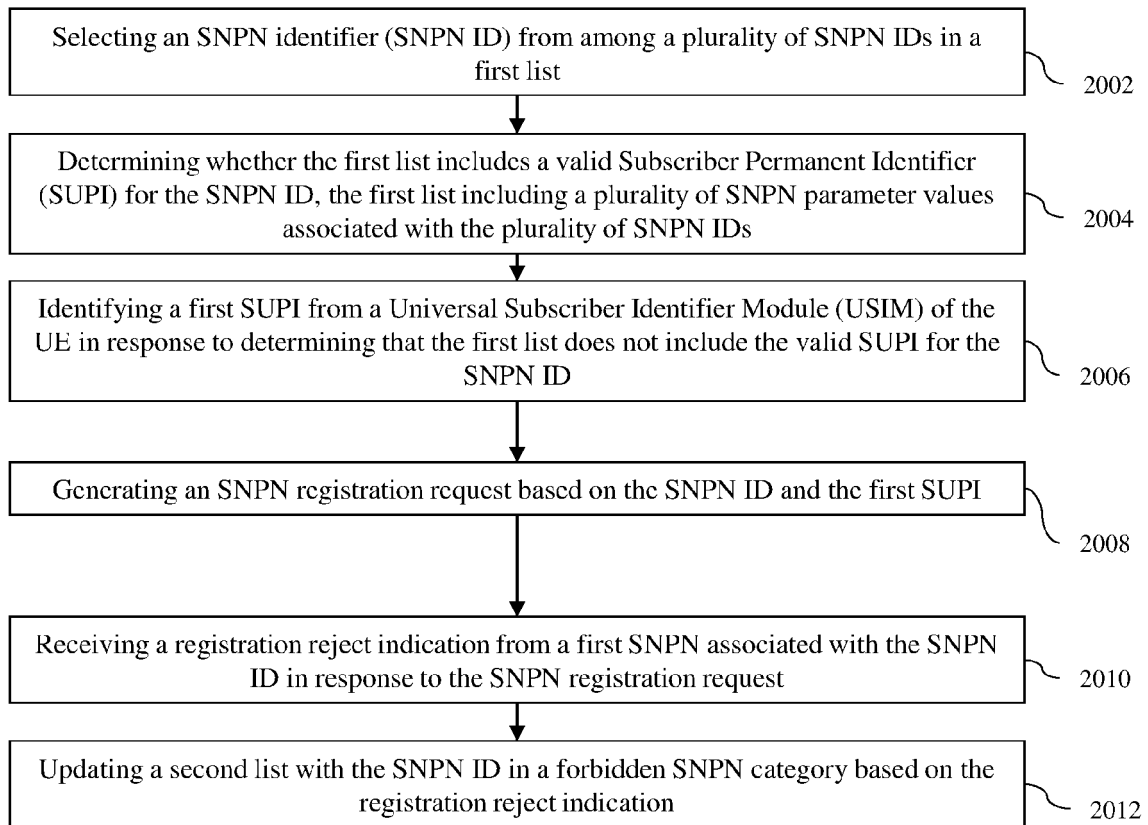 Selecting an SNPN identifier (SNPN ID) from among a plurality of SNPN IDs in a
first list
2002
Determining whether the first list includes a valid Subscriber Permanent Identifier
(SUPI) for the SNPN ID, the first list including a plurality of SNPN parameter values
associated with the plurality of SNPN IDs
2004
Identifying a first SUPI from a Universal Subscriber Identifier Module (USIM) of the
UE in response to determining that the first list does not include the valid SUPI for the
SNPN ID
2006
Generating an SNPN registration request based on the SNPN ID and the first SUPI
2008
Receiving a registration reject indication from a first SNPN associated with the SNPN
ID in response to the SNPN registration request
2010
Updating a second list with the SNPN ID in a forbidden SNPN category based on the
registration reject indication
2012